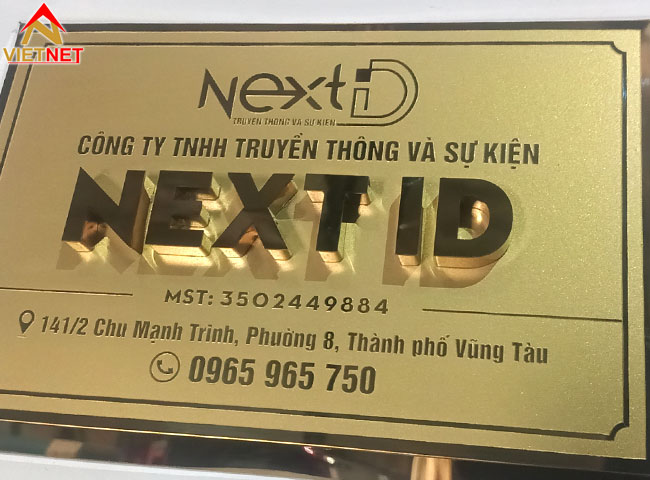 VIETNET
NextiD
TRUYỀN THÔNG VÀ SỰ KIỆN
CÔNG TY TNHH TRUYỀN THÔNG VÀ SỰ KIỆN
NEXT ID
MST: 3502449884
141/2 Chu Mạnh Trinh, Phường 8, Thành phố Vũng Tàu
0965 965 750